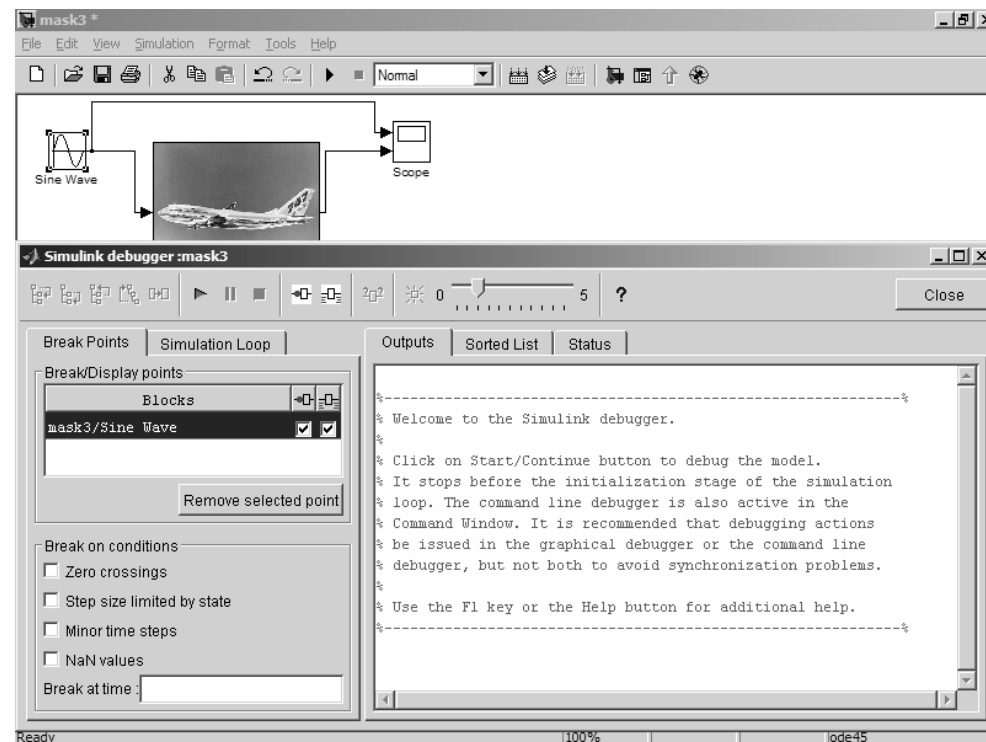 mask3 *
File Edit View Simulation Format Tools Help
Normal
Sine Wave
Scope
Simulink debugger :mask3
0
5
?
Close
Break Points
Simulation Loop
Break/Display points
Blocks
mask3/Sine Wave
Remove selected point
Break on conditions
Zero crossings
Step size limited by state
Minor time steps
NaN values
Break at time :
Outputs
Sorted List
Status
%----------------------------------------------------------%
% Welcome to the Simulink debugger.
%
% Click on Start/Continue button to debug the model.
% It stops before the initialization stage of the simulation
% loop. The command line debugger is also active in the
% Command Window. It is recommended that debugging actions
% be issued in the graphical debugger or the command line
% debugger, but not both to avoid synchronization problems.
%
% Use the F1 key or the Help button for additional help.
%----------------------------------------------------------%
Ready
100%
ode45